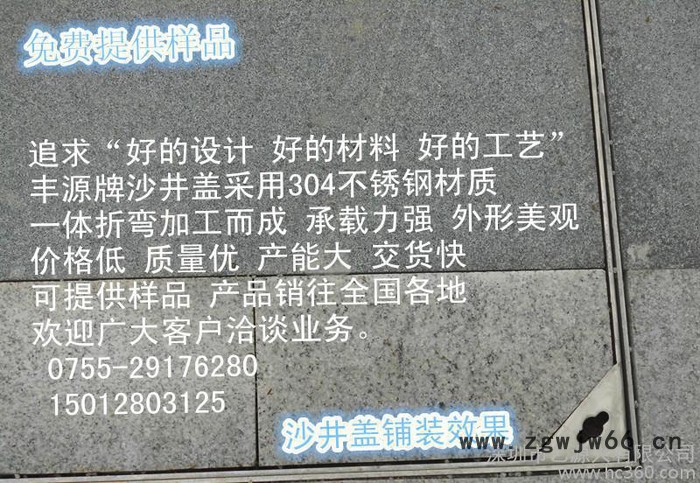 免费提供样品
追求“好的设计 好的材料 好的工艺”
丰源牌沙井盖采用304不锈钢材质
一体折弯加工而成 承载力强 外形美观
价格低 质量优 产能大 交货快
可提供样品 产品销往全国各地
欢迎广大客户洽谈业务。
0755-29176280
15012803125
沙井盖铺装效果
www.zgwjw60.cn
www.hc360.com